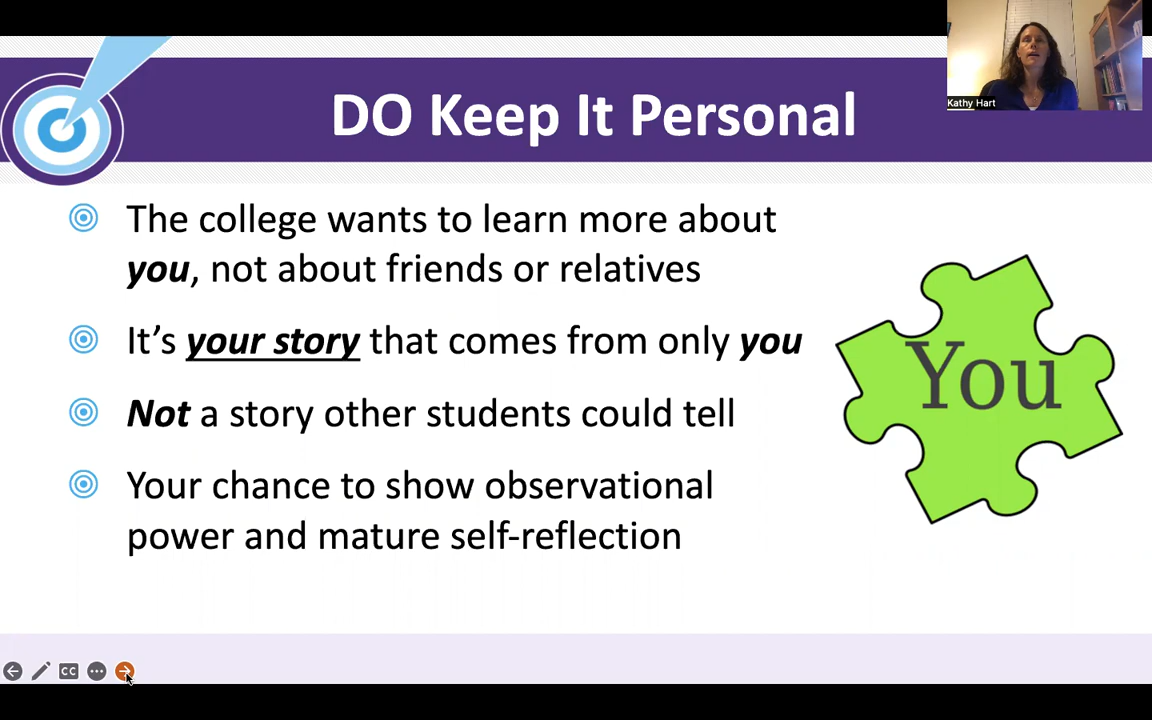 Kathy Hart
DO Keep It Personal
The college wants to learn more about
you, not about friends or relatives
It’s your story that comes from only you
Not a story other students could tell
Your chance to show observational
power and mature self-reflection
You
CC